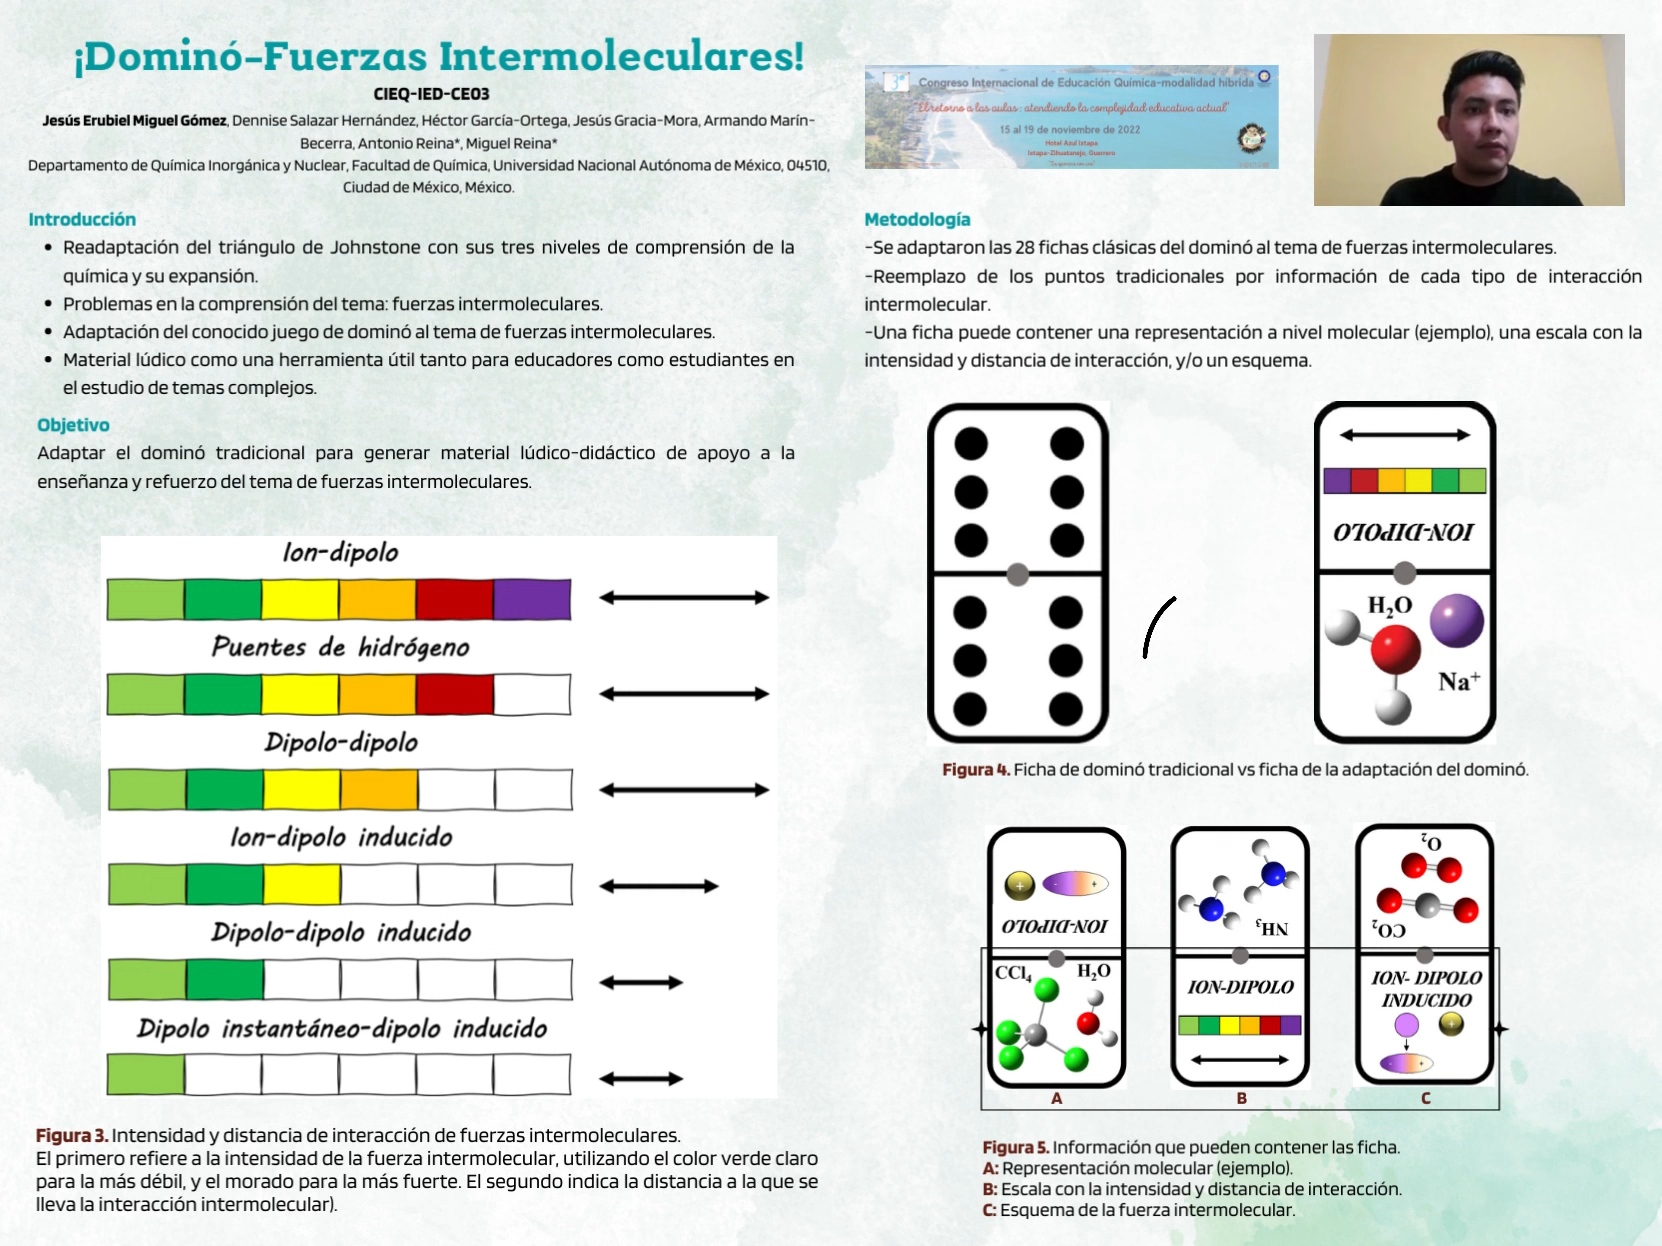 ¡Dominó-Fuerzas Intermoleculares!
CIEQ-IED-CE03
Jesús Erubiel Miguel Gómez, Dennise Salazar Hernández, Héctor García-Ortega, Jesús Gracia-Mora, Armando Marín-
Becerra, Antonio Reina*, Miguel Reina*
Departamento de Química Inorgánica y Nuclear, Facultad de Química, Universidad Nacional Autónoma de México, 04510,
Ciudad de México, México.
Introducción
• Readaptación del triángulo de Johnstone con sus tres niveles de comprensión de la
química y su expansión.
• Problemas en la comprensión del tema: fuerzas intermoleculares.
• Adaptación del conocido juego de dominó al tema de fuerzas intermoleculares.
• Material lúdico como una herramienta útil tanto para educadores como estudiantes en
el estudio de temas complejos.
Objetivo
Adaptar el dominó tradicional para generar material lúdico-didáctico de apoyo a la
enseñanza y refuerzo del tema de fuerzas intermoleculares.
Ion-dipolo
Puentes de hidrógeno
Dipolo-dipolo
Ion-dipolo inducido
Dipolo-dipolo inducido
Dipolo instantáneo-dipolo inducido
Figura 3. Intensidad y distancia de interacción de fuerzas intermoleculares.
El primero refiere a la intensidad de la fuerza intermolecular, utilizando el color verde claro
para la más débil, y el morado para la más fuerte. El segundo indica la distancia a la que se
lleva la interacción intermolecular).
3°
Congreso Internacional de Educación Química-modalidad híbrida
"El retorno a las aulas: atendiendo la complejidad educativa actual"
15 al 19 de noviembre de 2022
Hotel Azul Ixtapa
Ixtapa-Zihuatanejo, Guerrero
Metodología
-Se adaptaron las 28 fichas clásicas del dominó al tema de fuerzas intermoleculares.
-Reemplazo de los puntos tradicionales por información de cada tipo de interacción
intermolecular.
-Una ficha puede contener una representación a nivel molecular (ejemplo), una escala con la
intensidad y distancia de interacción, y/o un esquema.
ION-DIPOLO
H₂O
Na⁺
Figura 4. Ficha de dominó tradicional vs ficha de la adaptación del dominó.
+
- +
ION-DIPOLO
CCl₄ H₂O
A
NH₃
ION-DIPOLO
B
O₂
CO₂
ION- DIPOLO
INDUCIDO
+
- +
C
Figura 5. Información que pueden contener las ficha.
A: Representación molecular (ejemplo).
B: Escala con la intensidad y distancia de interacción.
C: Esquema de la fuerza intermolecular.